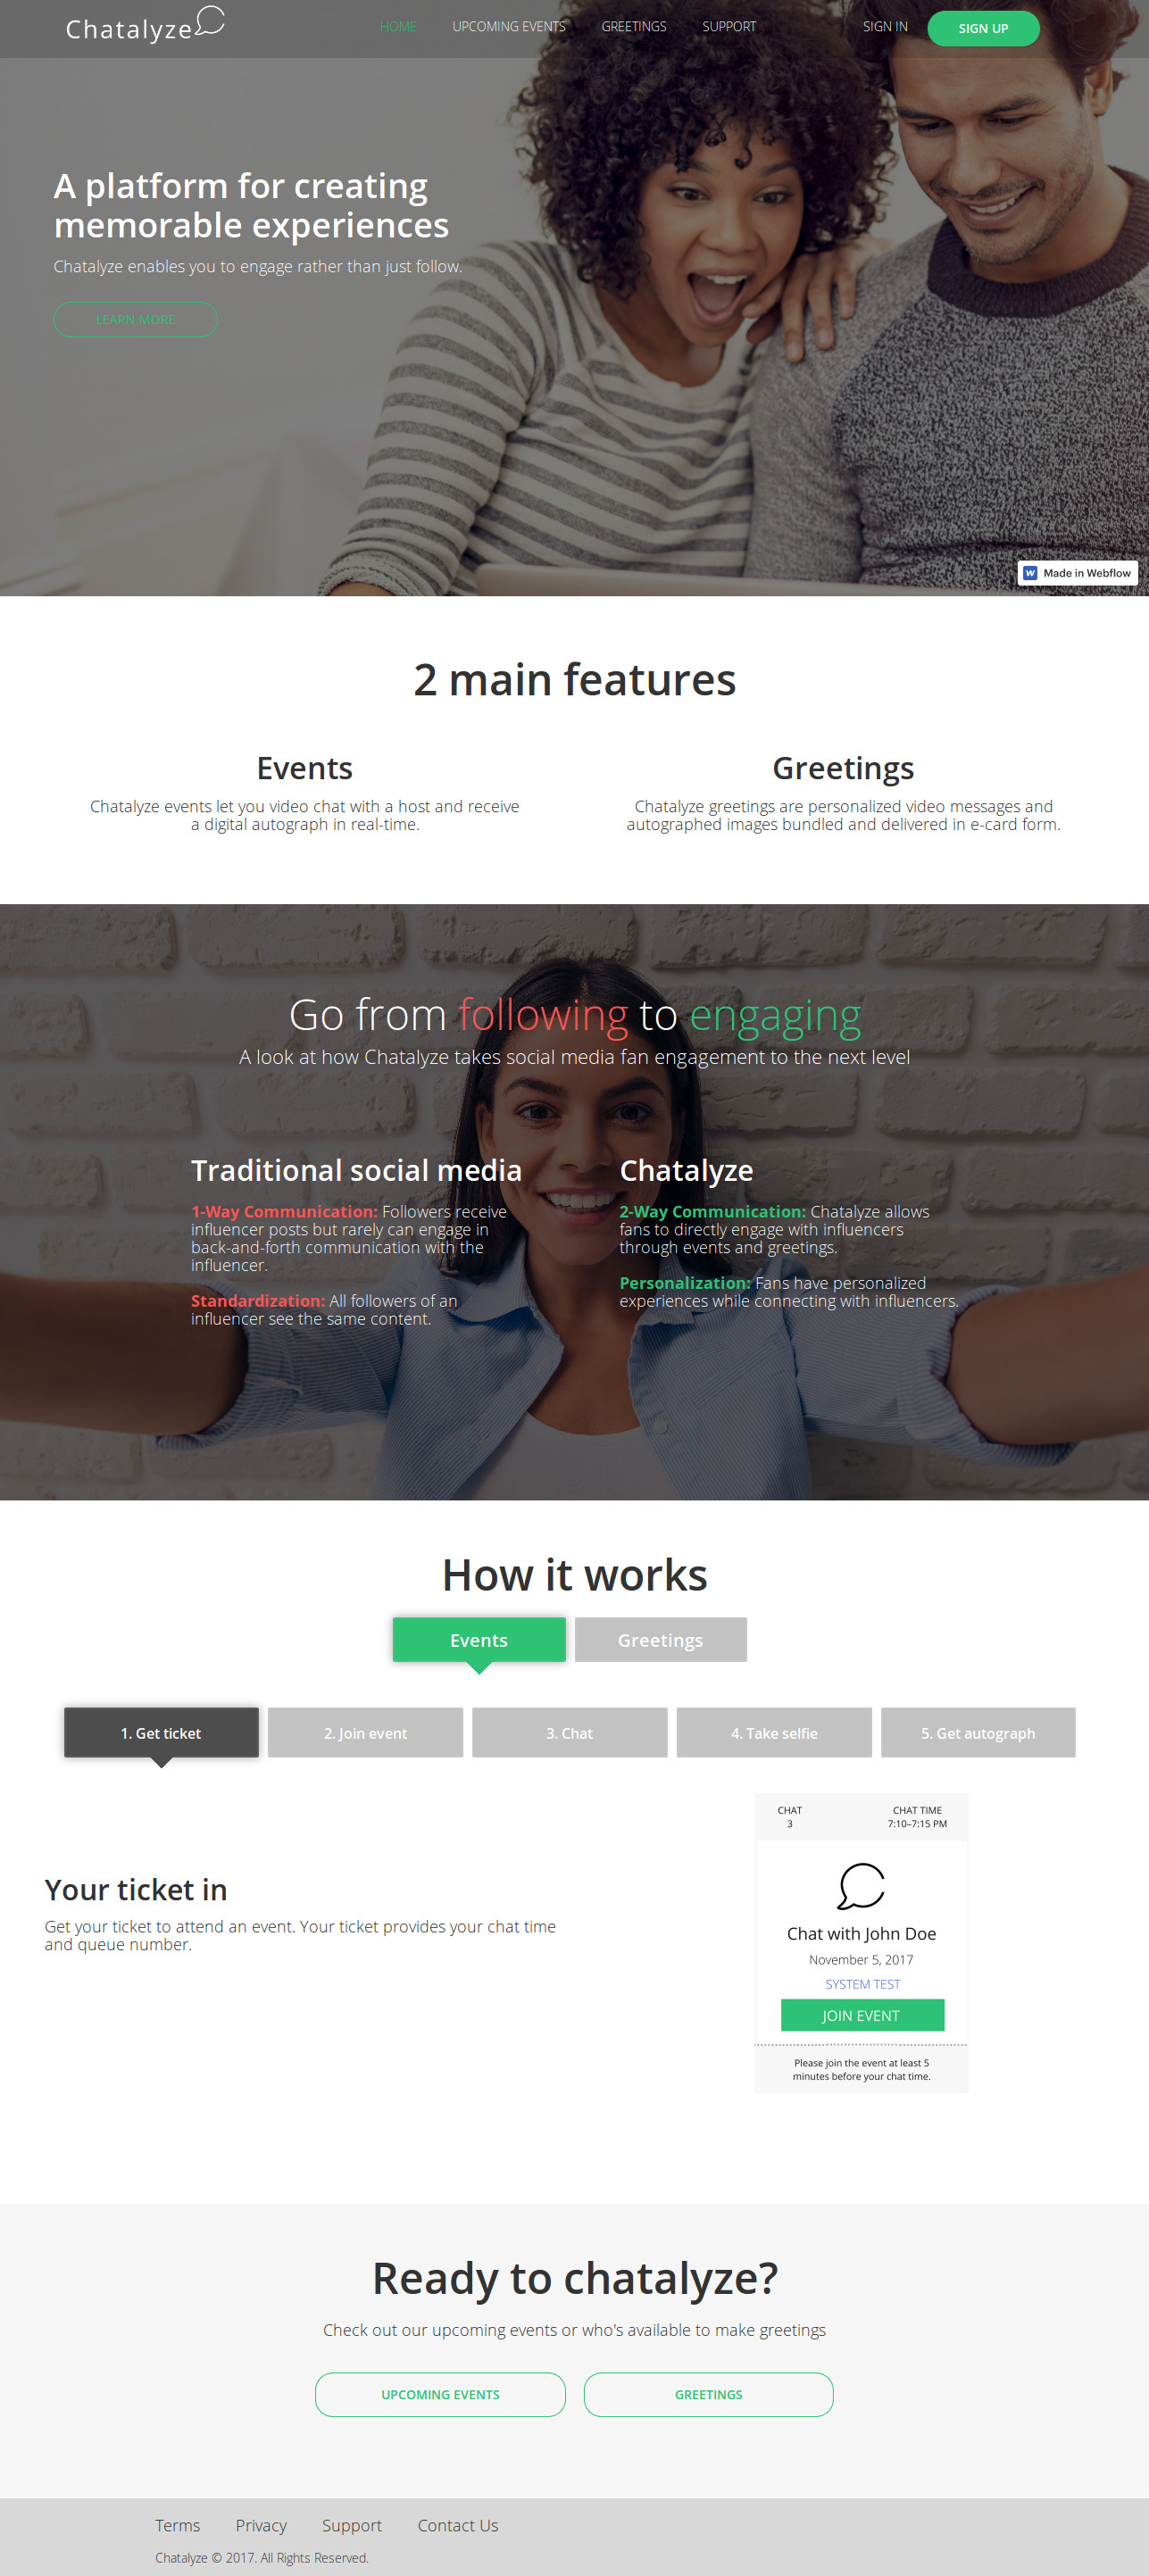 Chatalyze
HOME
UPCOMING EVENTS
GREETINGS
SUPPORT
SIGN IN
SIGN UP
A platform for creating
memorable experiences
Chatalyze enables you to engage rather than just follow.
LEARN MORE
W Made in Webflow
2 main features
Events
Chatalyze events let you video chat with a host and receive
a digital autograph in real-time.
Greetings
Chatalyze greetings are personalized video messages and
autographed images bundled and delivered in e-card form.
Go from following to engaging
A look at how Chatalyze takes social media fan engagement to the next level
Traditional social media
1-Way Communication: Followers receive
influencer posts but rarely can engage in
back-and-forth communication with the
influencer.
Standardization: All followers of an
influencer see the same content.
Chatalyze
2-Way Communication: Chatalyze allows
fans to directly engage with influencers
through events and greetings.
Personalization: Fans have personalized
experiences while connecting with influencers.
How it works
Events
Greetings
1. Get ticket
2. Join event
3. Chat
4. Take selfie
5. Get autograph
Your ticket in
Get your ticket to attend an event. Your ticket provides your chat time
and queue number.
CHAT
3
CHAT TIME
7:10–7:15 PM
Chat with John Doe
November 5, 2017
SYSTEM TEST
JOIN EVENT
Please join the event at least 5
minutes before your chat time.
Ready to chatalyze?
Check out our upcoming events or who's available to make greetings
UPCOMING EVENTS
GREETINGS
Terms
Privacy
Support
Contact Us
Chatalyze © 2017. All Rights Reserved.